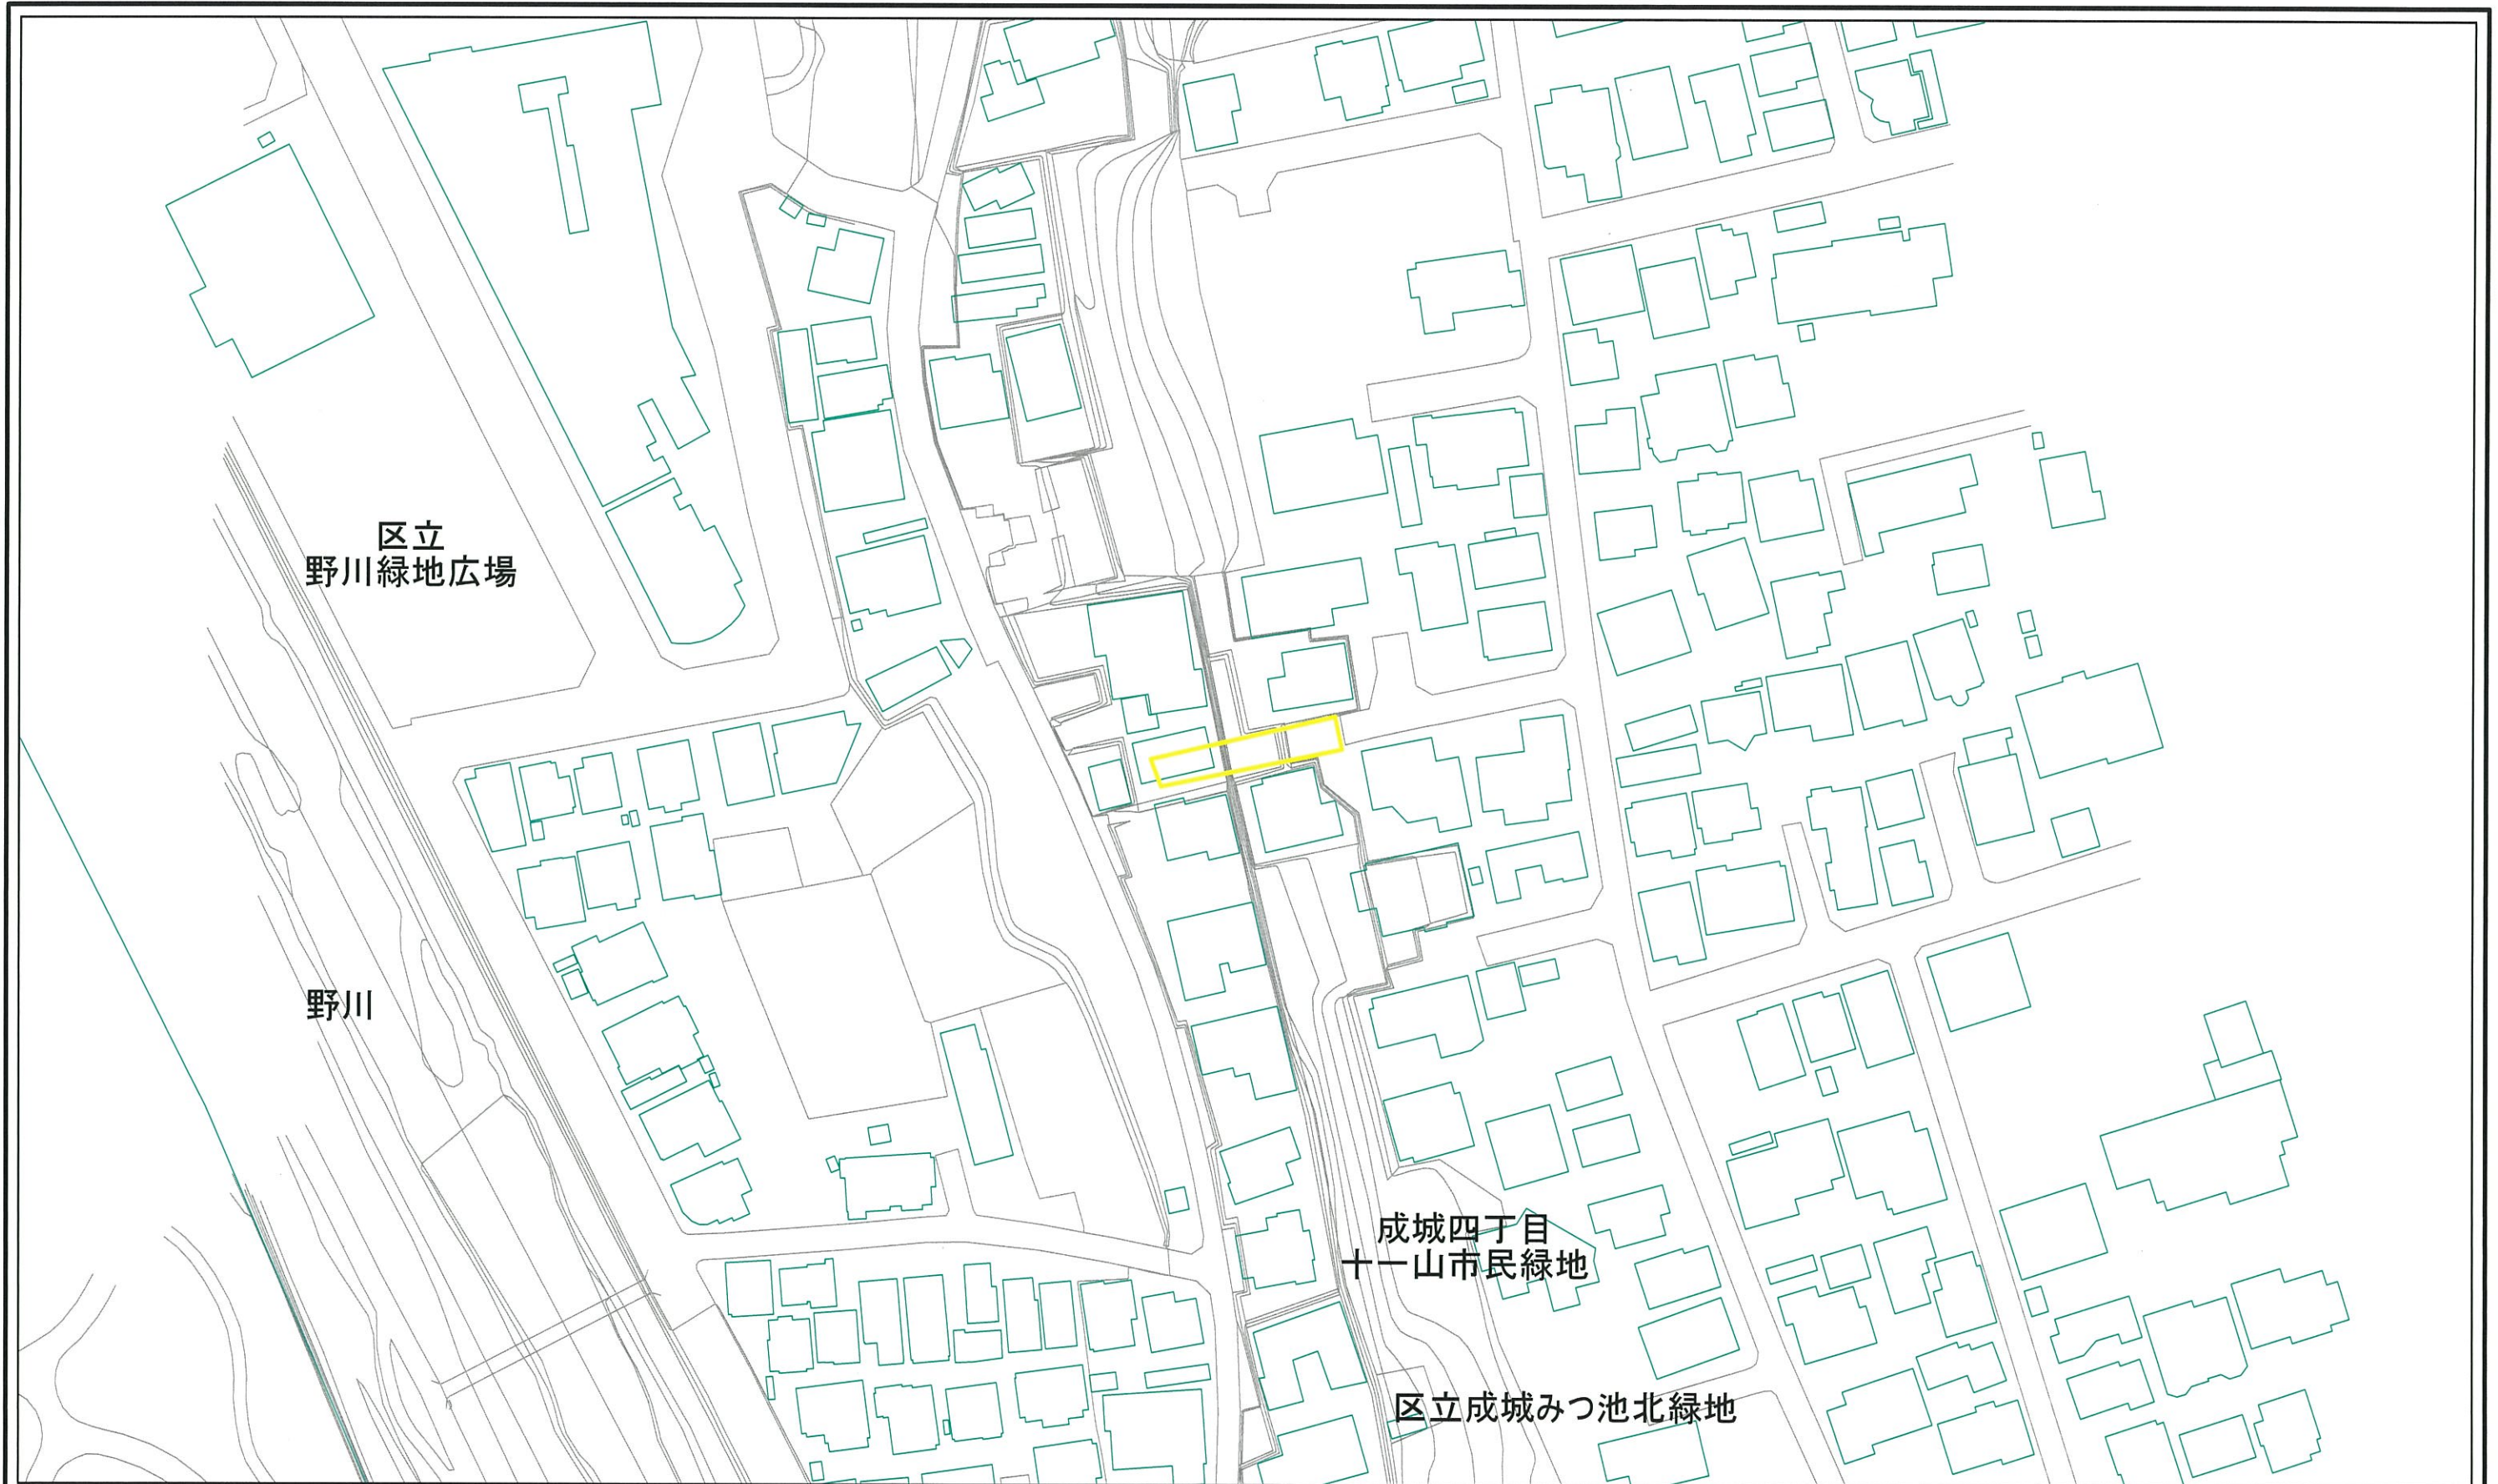 区立
野川緑地広場
野川
成城四丁目
十一山市民緑地
区立成城みつ池北緑地